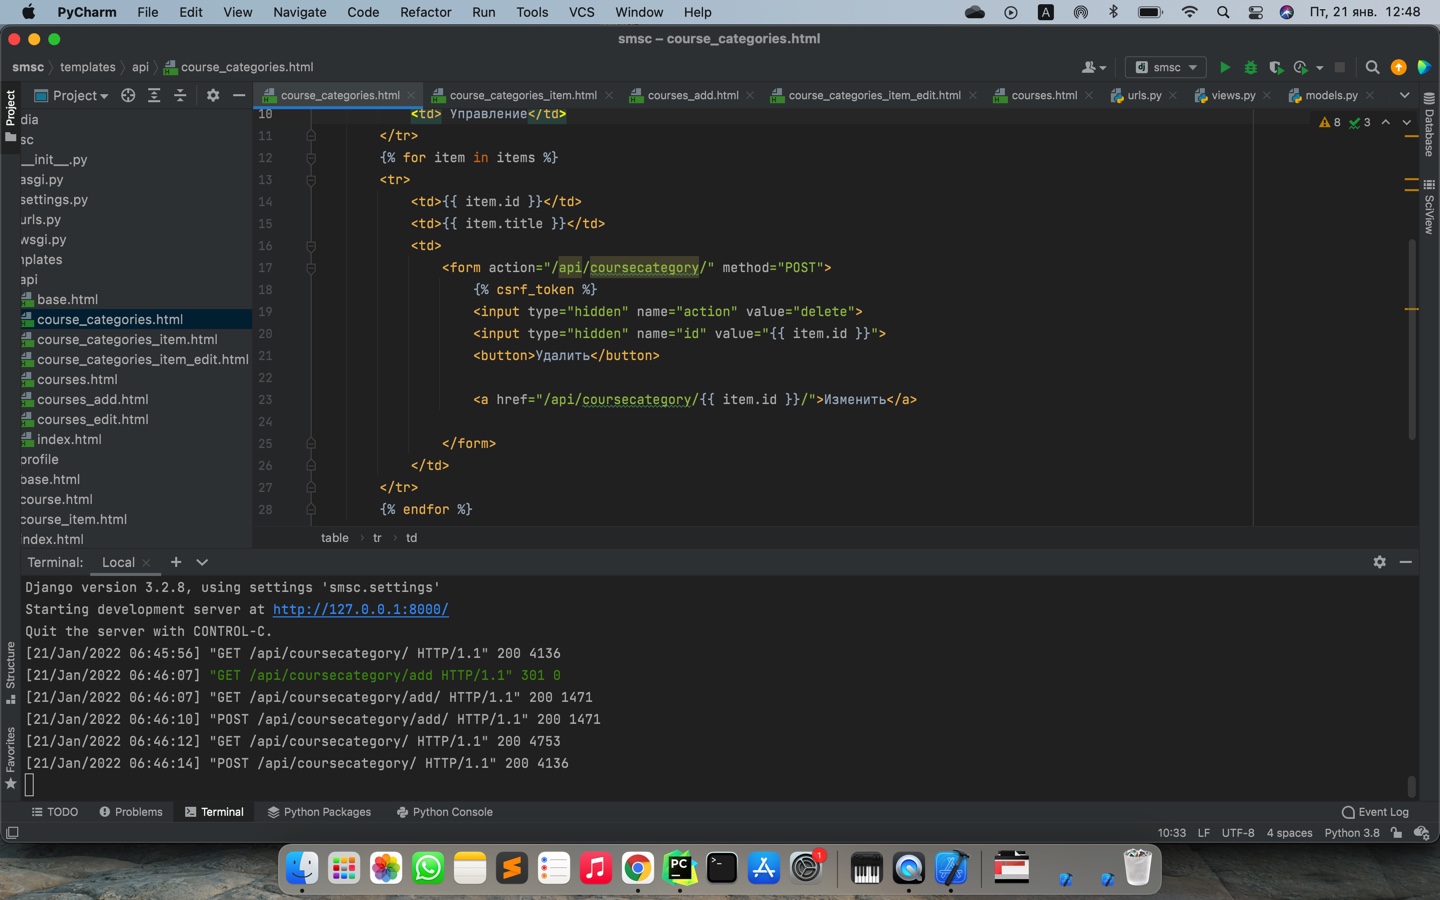 PyCharm File Edit View Navigate Code Refactor Run Tools VCS Window Help A Пт, 21 янв. 12:48
smsc – course_categories.html
smsc templates api course_categories.html dj smsc
Project
Project
course_categories.html course_categories_item.html courses_add.html course_categories_item_edit.html courses.html urls.py views.py models.py
dia
sc
__init__.py
asgi.py
settings.py
urls.py
wsgi.py
nplates
api
base.html
course_categories.html
course_categories_item.html
course_categories_item_edit.html
courses.html
courses_add.html
courses_edit.html
index.html
profile
base.html
course.html
course_item.html
index.html
8 3
10 <td> Управление</td>
11 </tr>
12 {% for item in items %}
13 <tr>
14 <td>{{ item.id }}</td>
15 <td>{{ item.title }}</td>
16 <td>
17 <form action="/api/coursecategory/" method="POST">
18 {% csrf_token %}
19 <input type="hidden" name="action" value="delete">
20 <input type="hidden" name="id" value="{{ item.id }}">
21 <button>Удалить</button>
22
23 <a href="/api/coursecategory/{{ item.id }}/">Изменить</a>
24
25 </form>
26 </td>
27 </tr>
28 {% endfor %}
table tr td
Database
SciView
Structure
Favorites
Terminal: Local
Django version 3.2.8, using settings 'smsc.settings'
Starting development server at http://127.0.0.1:8000/
Quit the server with CONTROL-C.
[21/Jan/2022 06:45:56] "GET /api/coursecategory/ HTTP/1.1" 200 4136
[21/Jan/2022 06:46:07] "GET /api/coursecategory/add HTTP/1.1" 301 0
[21/Jan/2022 06:46:07] "GET /api/coursecategory/add/ HTTP/1.1" 200 1471
[21/Jan/2022 06:46:10] "POST /api/coursecategory/add/ HTTP/1.1" 200 1471
[21/Jan/2022 06:46:12] "GET /api/coursecategory/ HTTP/1.1" 200 4753
[21/Jan/2022 06:46:14] "POST /api/coursecategory/ HTTP/1.1" 200 4136
TODO Problems Terminal Python Packages Python Console Event Log
10:33 LF UTF-8 4 spaces Python 3.8
PC
1